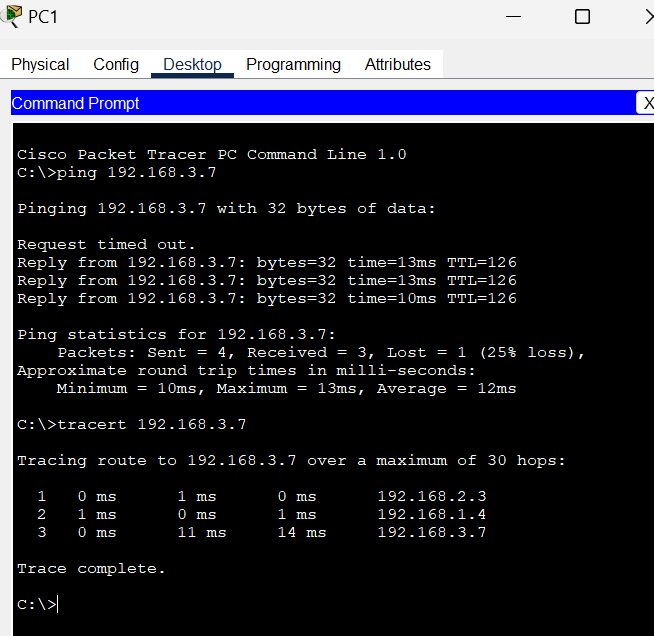 PC1
Physical Config Desktop Programming Attributes
Command Prompt X
Cisco Packet Tracer PC Command Line 1.0
C:\>ping 192.168.3.7
Pinging 192.168.3.7 with 32 bytes of data:
Request timed out.
Reply from 192.168.3.7: bytes=32 time=13ms TTL=126
Reply from 192.168.3.7: bytes=32 time=13ms TTL=126
Reply from 192.168.3.7: bytes=32 time=10ms TTL=126
Ping statistics for 192.168.3.7:
Packets: Sent = 4, Received = 3, Lost = 1 (25% loss),
Approximate round trip times in milli-seconds:
Minimum = 10ms, Maximum = 13ms, Average = 12ms
C:\>tracert 192.168.3.7
Tracing route to 192.168.3.7 over a maximum of 30 hops:
1 0 ms 1 ms 0 ms 192.168.2.3
2 1 ms 0 ms 1 ms 192.168.1.4
3 0 ms 11 ms 14 ms 192.168.3.7
Trace complete.
C:\>